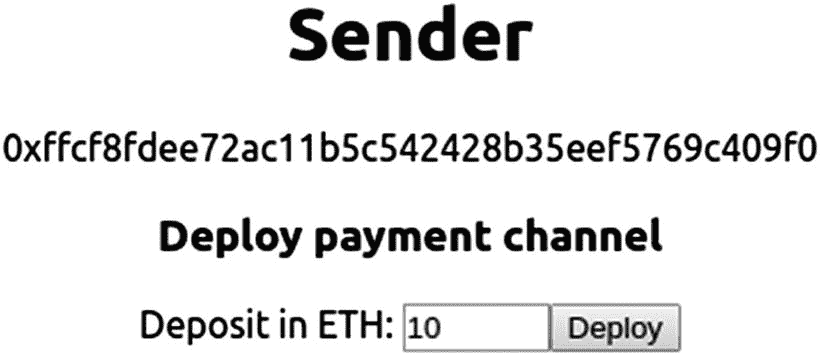 Sender
0xffcf8fdee72ac11b5c542428b35eef5769c409f0
Deploy payment channel
Deposit in ETH: 10 Deploy